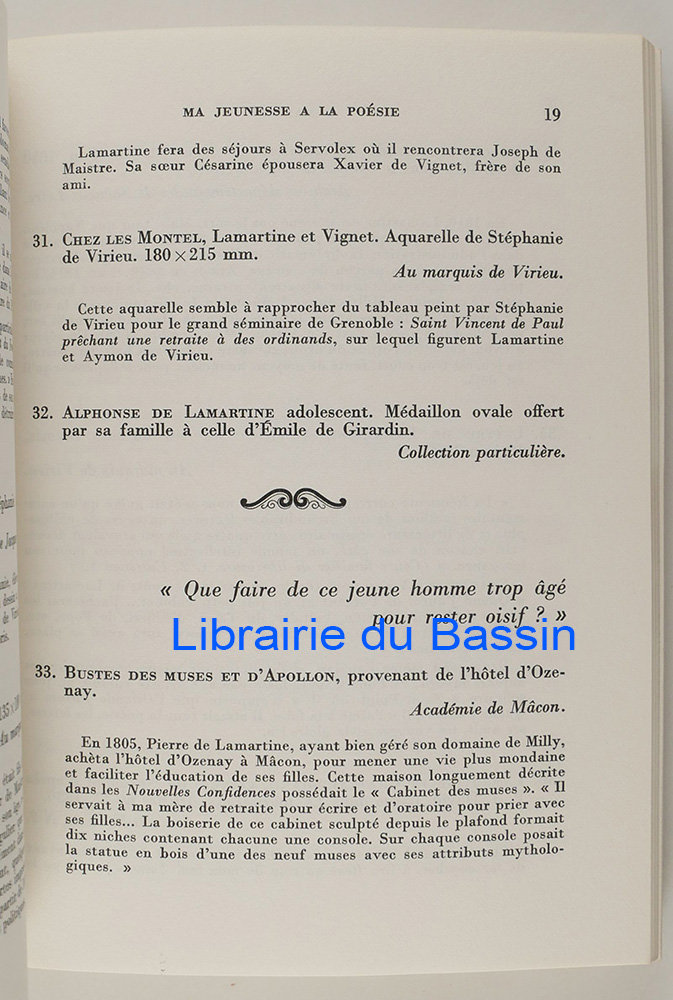 MA JEUNESSE A LA POÉSIE 19
Lamartine fera des séjours à Servolex où il rencontrera Joseph de
Maistre. Sa sœur Césarine épousera Xavier de Vignet, frère de son
ami.
31. CHEZ LES MONTEL, Lamartine et Vignet. Aquarelle de Stéphanie
de Virieu. 180 × 215 mm.
Au marquis de Virieu.
Cette aquarelle semble à rapprocher du tableau peint par Stéphanie
de Virieu pour le grand séminaire de Grenoble : Saint Vincent de Paul
prêchant une retraite à des ordinands, sur lequel figurent Lamartine
et Aymon de Virieu.
32. ALPHONSE DE LAMARTINE adolescent. Médaillon ovale offert
par sa famille à celle d'Émile de Girardin.
Collection particulière.
« Que faire de ce jeune homme trop âgé
pour rester oisif ? »
Librairie du Bassin
33. BUSTES DES MUSES ET D'APOLLON, provenant de l'hôtel d'Oze-
nay.
Académie de Mâcon.
En 1805, Pierre de Lamartine, ayant bien géré son domaine de Milly,
achèta l'hôtel d'Ozenay à Mâcon, pour mener une vie plus mondaine
et faciliter l'éducation de ses filles. Cette maison longuement décrite
dans les Nouvelles Confidences possédait le « Cabinet des muses ». « Il
servait à ma mère de retraite pour écrire et d'oratoire pour prier avec
ses filles... La boiserie de ce cabinet sculpté depuis le plafond formait
dix niches contenant chacune une console. Sur chaque console posait
la statue en bois d'une des neuf muses avec ses attributs mytholo-
giques. »